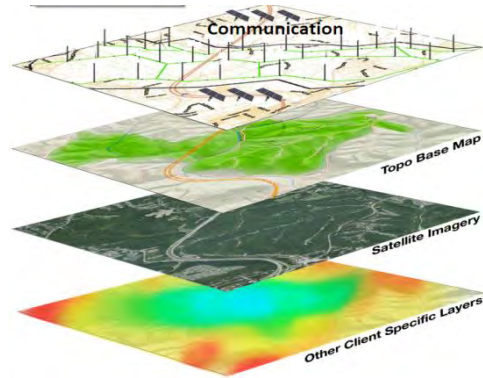 Communication
Topo Base Map
Satellite Imagery
Other Client Specific Layers